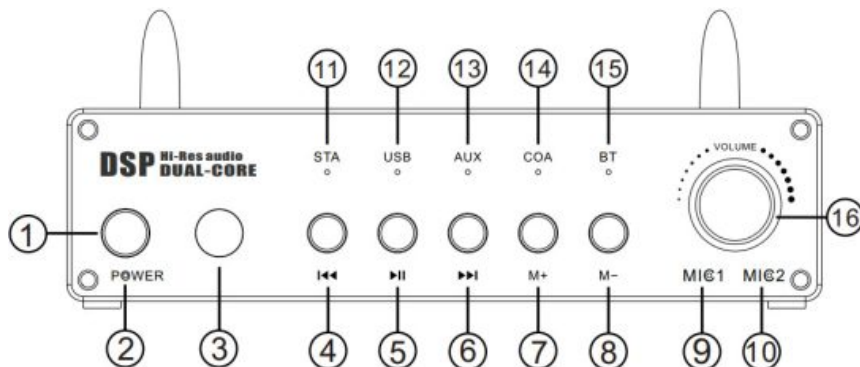 11 12 13 14 15
STA USB AUX COA BT
VOLUME
DSP Hi-Res audio
DUAL-CORE
1
16
POWER
M+ M-
MIC1 MIC2
2 3 4 5 6 7 8 9 10